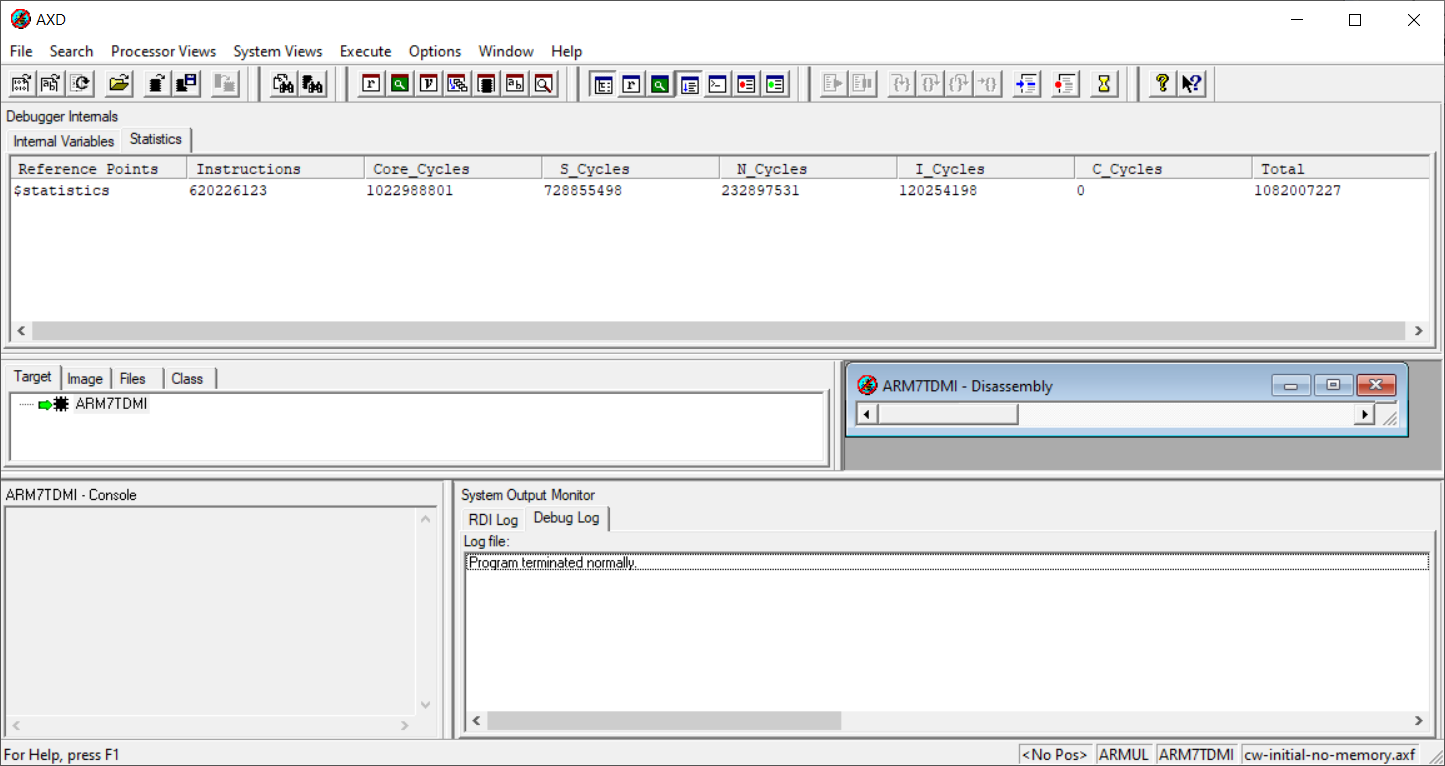 AXD
File Search Processor Views System Views Execute Options Window Help
Debugger Internals
Internal Variables Statistics
Reference Points Instructions Core_Cycles S_Cycles N_Cycles I_Cycles C_Cycles Total
$statistics 620226123 1022988801 728855498 232897531 120254198 0 1082007227
Target Image Files Class
ARM7TDMI
ARM7TDMI - Disassembly
ARM7TDMI - Console
System Output Monitor
RDI Log Debug Log
Log file:
Program terminated normally.
For Help, press F1 <No Pos> ARMUL ARM7TDMI cw-initial-no-memory.axf